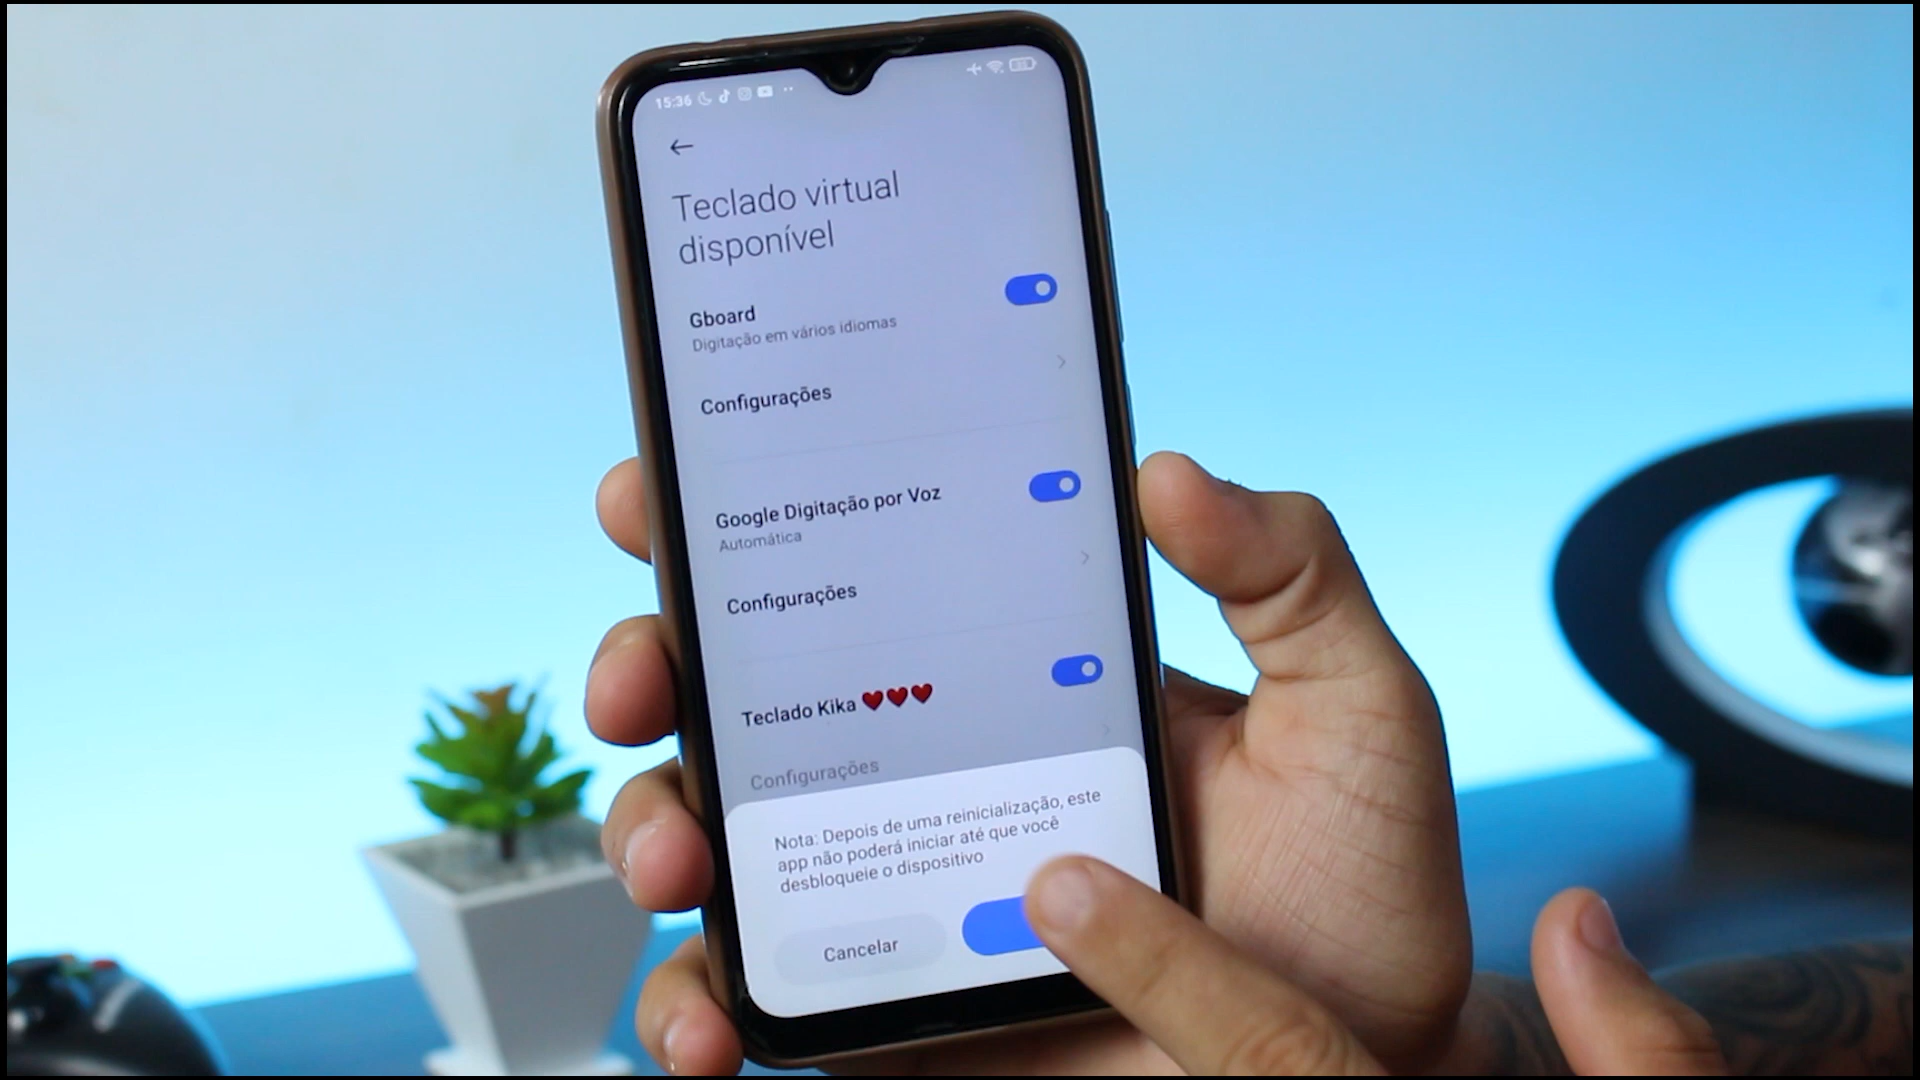 15:36
Teclado virtual
disponível
Gboard
Digitação em vários idiomas
Configurações
Google Digitação por Voz
Automática
Configurações
Teclado Kika ❤❤❤
Configurações
Nota: Depois de uma reinicialização, este
app não poderá iniciar até que você
desbloqueie o dispositivo
Cancelar